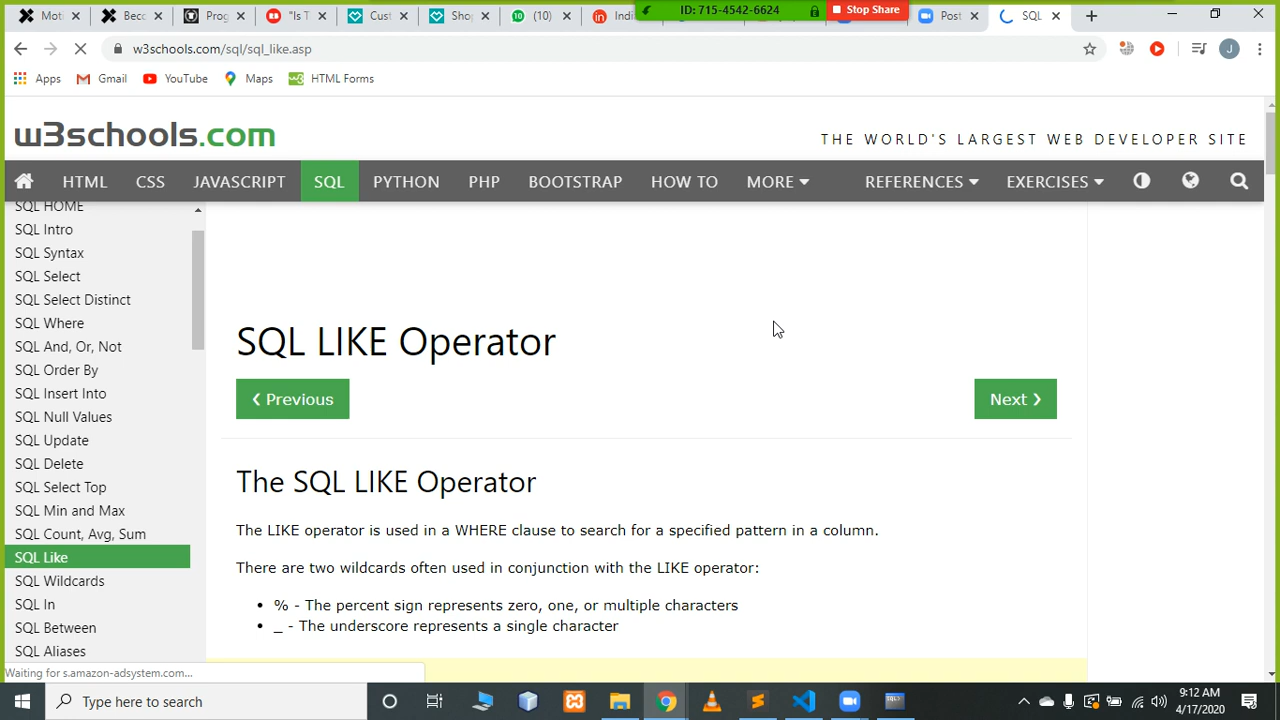 Moti
Becc
Prog
"Is T
Cust
Shop
(10)
Indi
ID: 715-4542-6624
Stop Share
Post
SQL
w3schools.com/sql/sql_like.asp
J
Apps
Gmail
YouTube
Maps
HTML Forms
w3schools.com
THE WORLD'S LARGEST WEB DEVELOPER SITE
HTML
CSS
JAVASCRIPT
SQL
PYTHON
PHP
BOOTSTRAP
HOW TO
MORE
REFERENCES
EXERCISES
SQL HOME
SQL Intro
SQL Syntax
SQL Select
SQL Select Distinct
SQL Where
SQL And, Or, Not
SQL Order By
SQL Insert Into
SQL Null Values
SQL Update
SQL Delete
SQL Select Top
SQL Min and Max
SQL Count, Avg, Sum
SQL Like
SQL Wildcards
SQL In
SQL Between
SQL Aliases
SQL LIKE Operator
❮ Previous
Next ❯
The SQL LIKE Operator
The LIKE operator is used in a WHERE clause to search for a specified pattern in a column.
There are two wildcards often used in conjunction with the LIKE operator:
• % - The percent sign represents zero, one, or multiple characters
• _ - The underscore represents a single character
Waiting for s.amazon-adsystem.com...
Type here to search
9:12 AM
4/17/2020